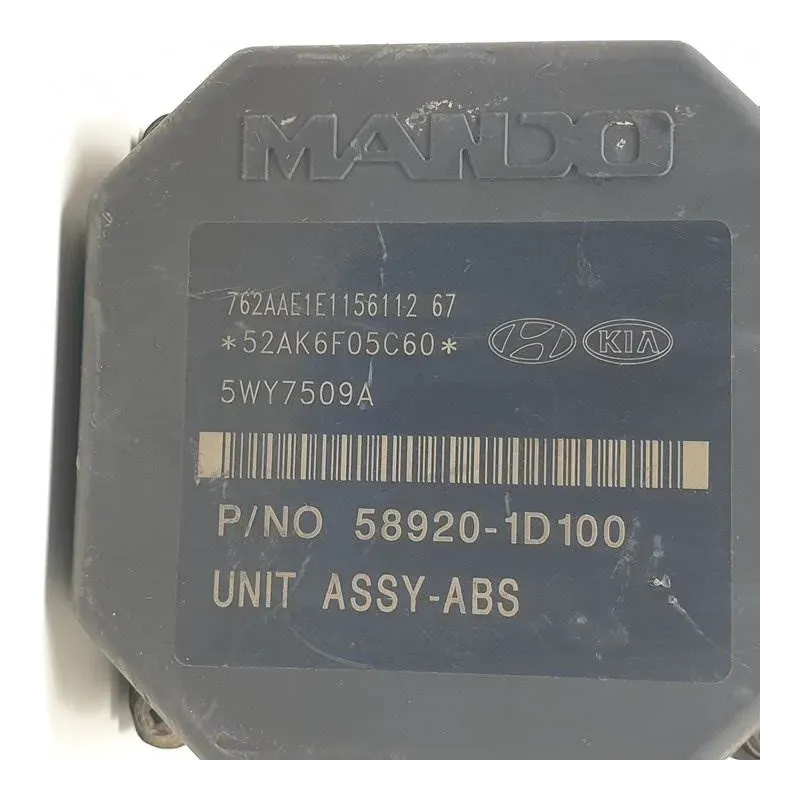 MANDO
762AAE1E1156112 67
*52AK6F05C60*
KIA
5WY7509A
P/NO 58920-1D100
UNIT ASSY-ABS